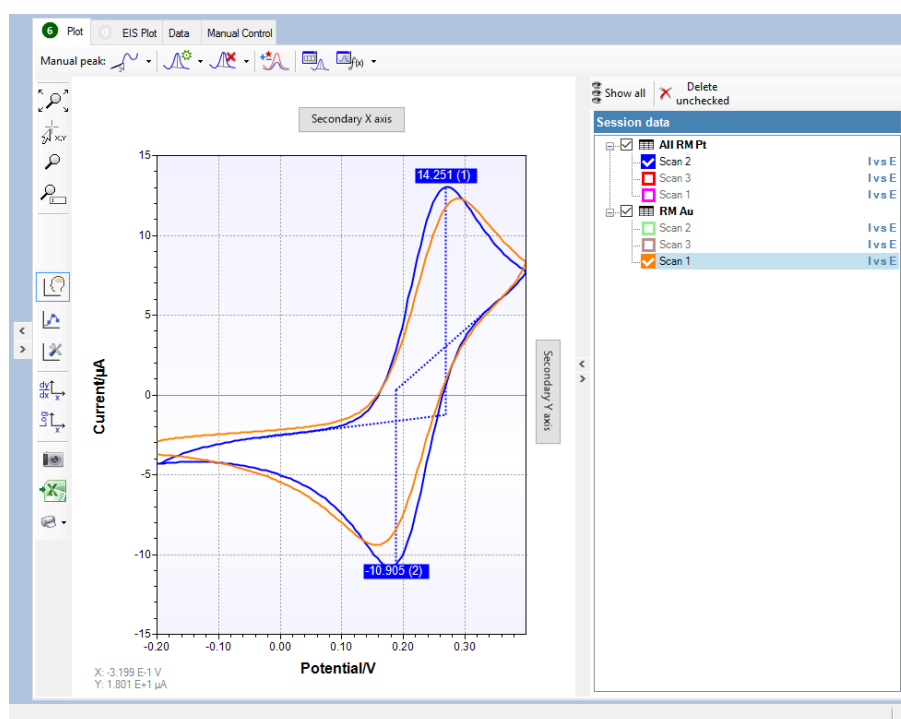 6 Plot 0 EIS Plot Data Manual Control
Manual peak: f(x)
Show all Delete unchecked
Session data
All RM Pt
Scan 2 I vs E
Scan 3 I vs E
Scan 1 I vs E
RM Au
Scan 2 I vs E
Scan 3 I vs E
Scan 1 I vs E
x,y
dy
dx x
Log
x
Secondary X axis
Current/µA
15
10
5
0
-5
-10
-15
14.251 (1)
-10.905 (2)
-0.20 -0.10 0.00 0.10 0.20 0.30
Potential/V
Secondary Y axis
X: -3.199 E-1 V
Y: 1.801 E+1 µA